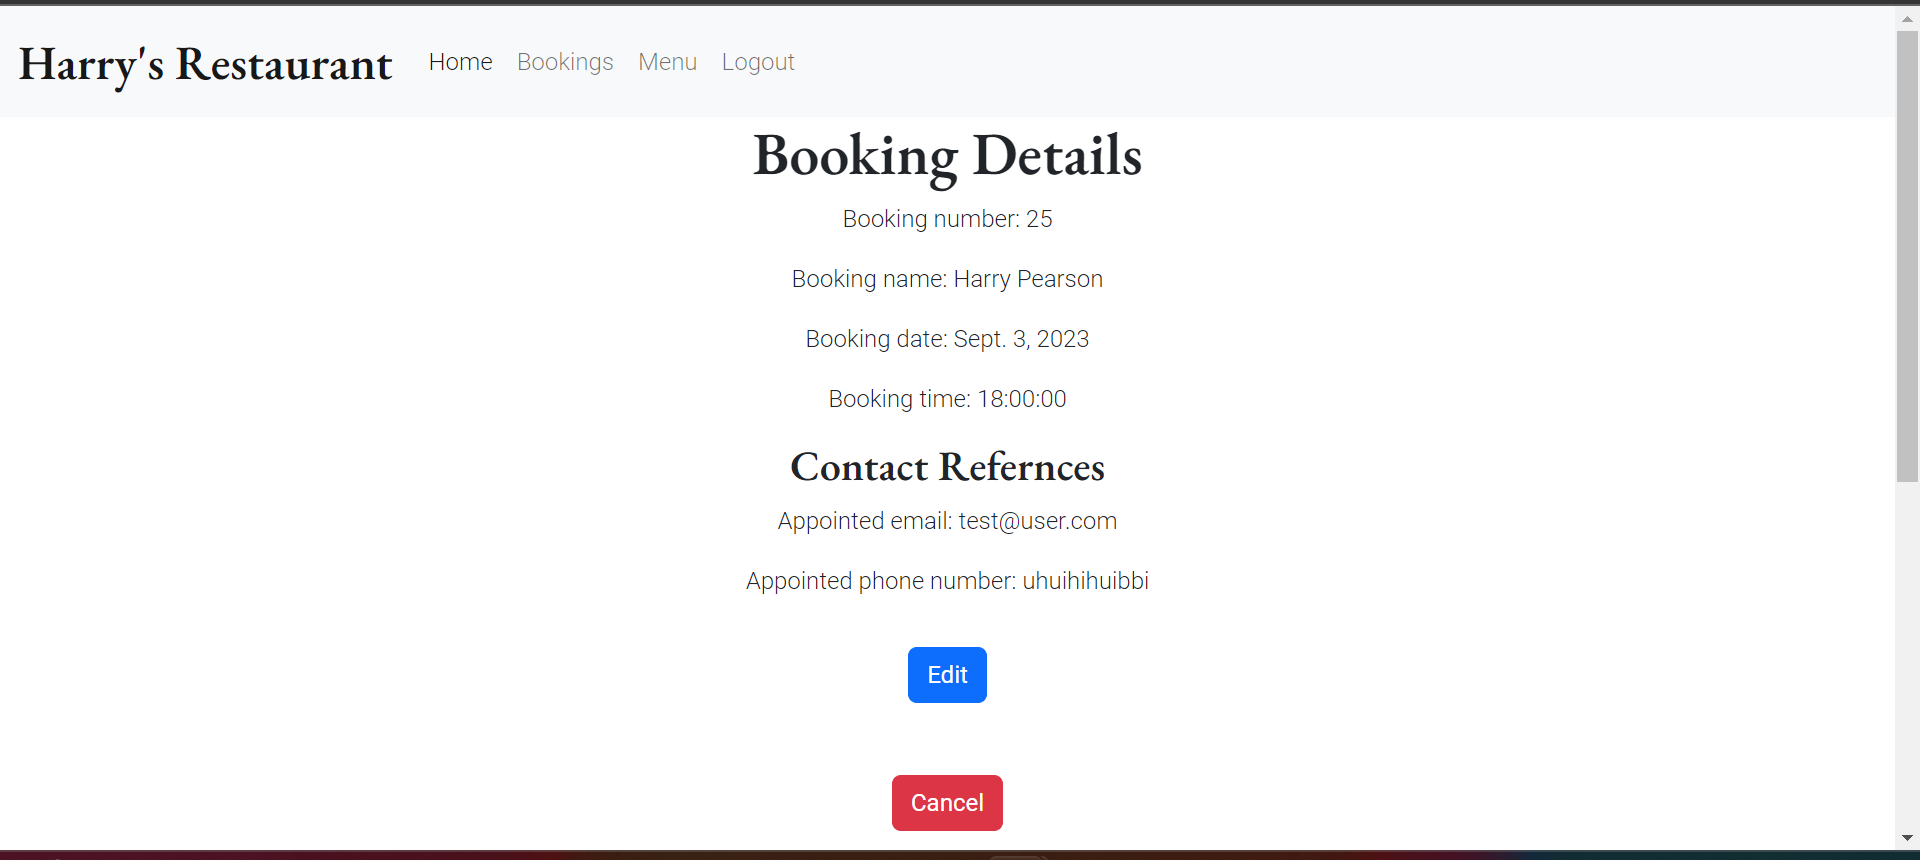 Harry's Restaurant Home Bookings Menu Logout
Booking Details
Booking number: 25
Booking name: Harry Pearson
Booking date: Sept. 3, 2023
Booking time: 18:00:00
Contact Refernces
Appointed email: test@user.com
Appointed phone number: uhuihihuibbi
Edit
Cancel